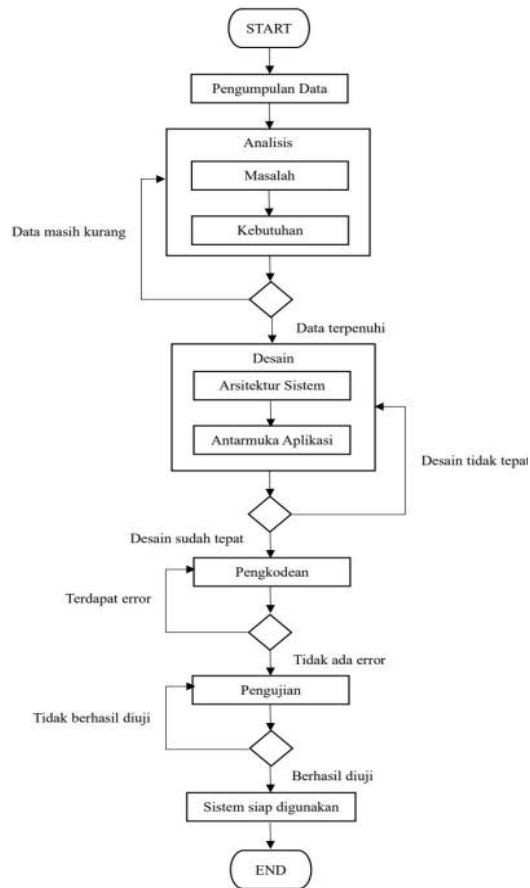 START
Pengumpulan Data
Analisis
Masalah
Kebutuhan
Data masih kurang
Data terpenuhi
Desain
Arsitektur Sistem
Antarmuka Aplikasi
Desain tidak tepat
Desain sudah tepat
Pengkodean
Terdapat error
Tidak ada error
Pengujian
Tidak berhasil diuji
Berhasil diuji
Sistem siap digunakan
END